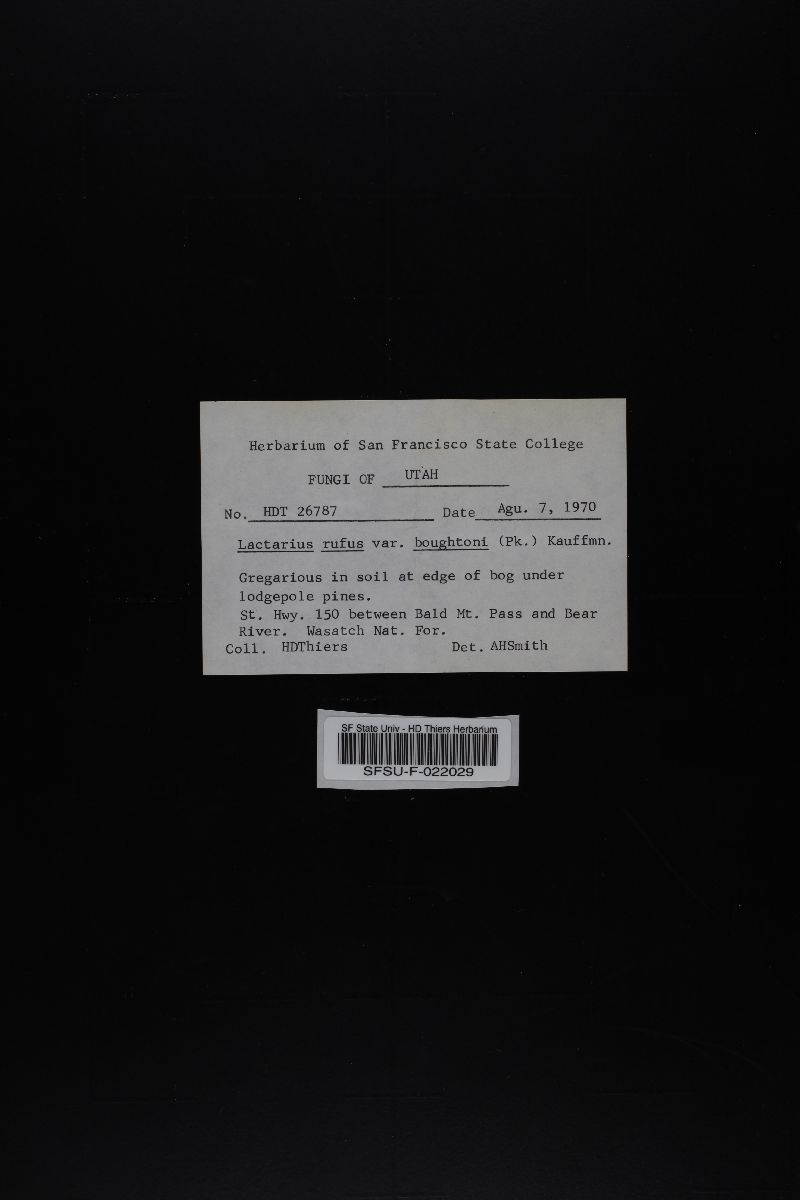 Herbarium of San Francisco State College
FUNGI OF UTAH
No. HDT 26787 Date Agu. 7, 1970
Lactarius rufus var. boughtoni (Pk.) Kauffmn.
Gregarious in soil at edge of bog under
lodgepole pines.
St. Hwy. 150 between Bald Mt. Pass and Bear
River. Wasatch Nat. For.
Coll. HDThiers Det. AHSmith
SF State Univ - HD Thiers Herbarium
SFSU-F-022029